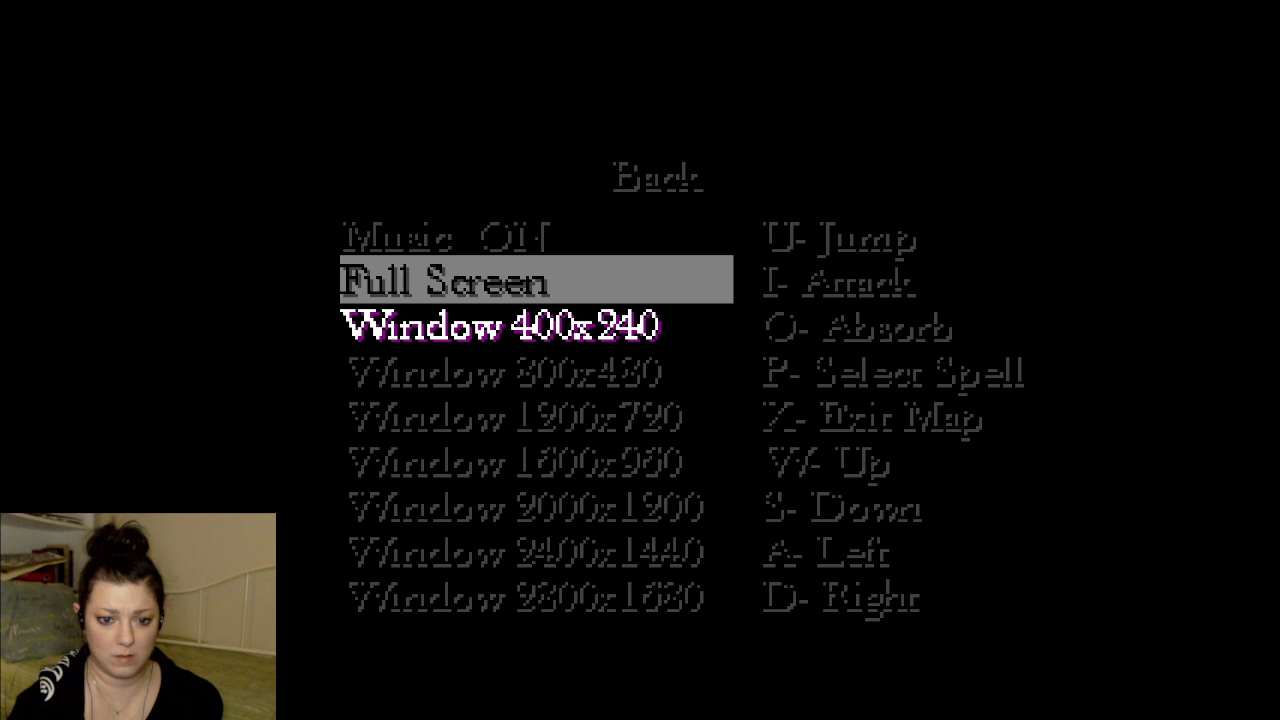 Back
Music ON
Full Screen
Window 400x240
Window 800x480
Window 1200x720
Window 1600x960
Window 2000x1200
Window 2400x1440
Window 2800x1680
U- Jump
I- Attack
O- Absorb
P- Select Spell
X- Exit Map
W- Up
S- Down
A- Left
D- Right